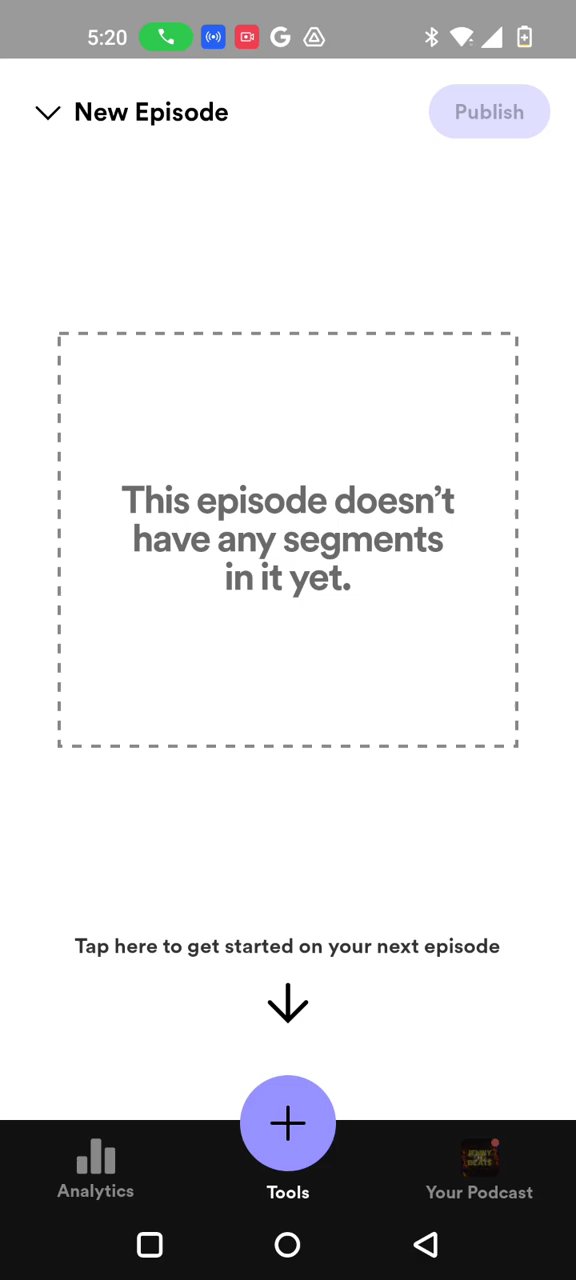 5:20
New Episode
Publish
This episode doesn't
have any segments
in it yet.
Tap here to get started on your next episode
Analytics
Tools
Your Podcast